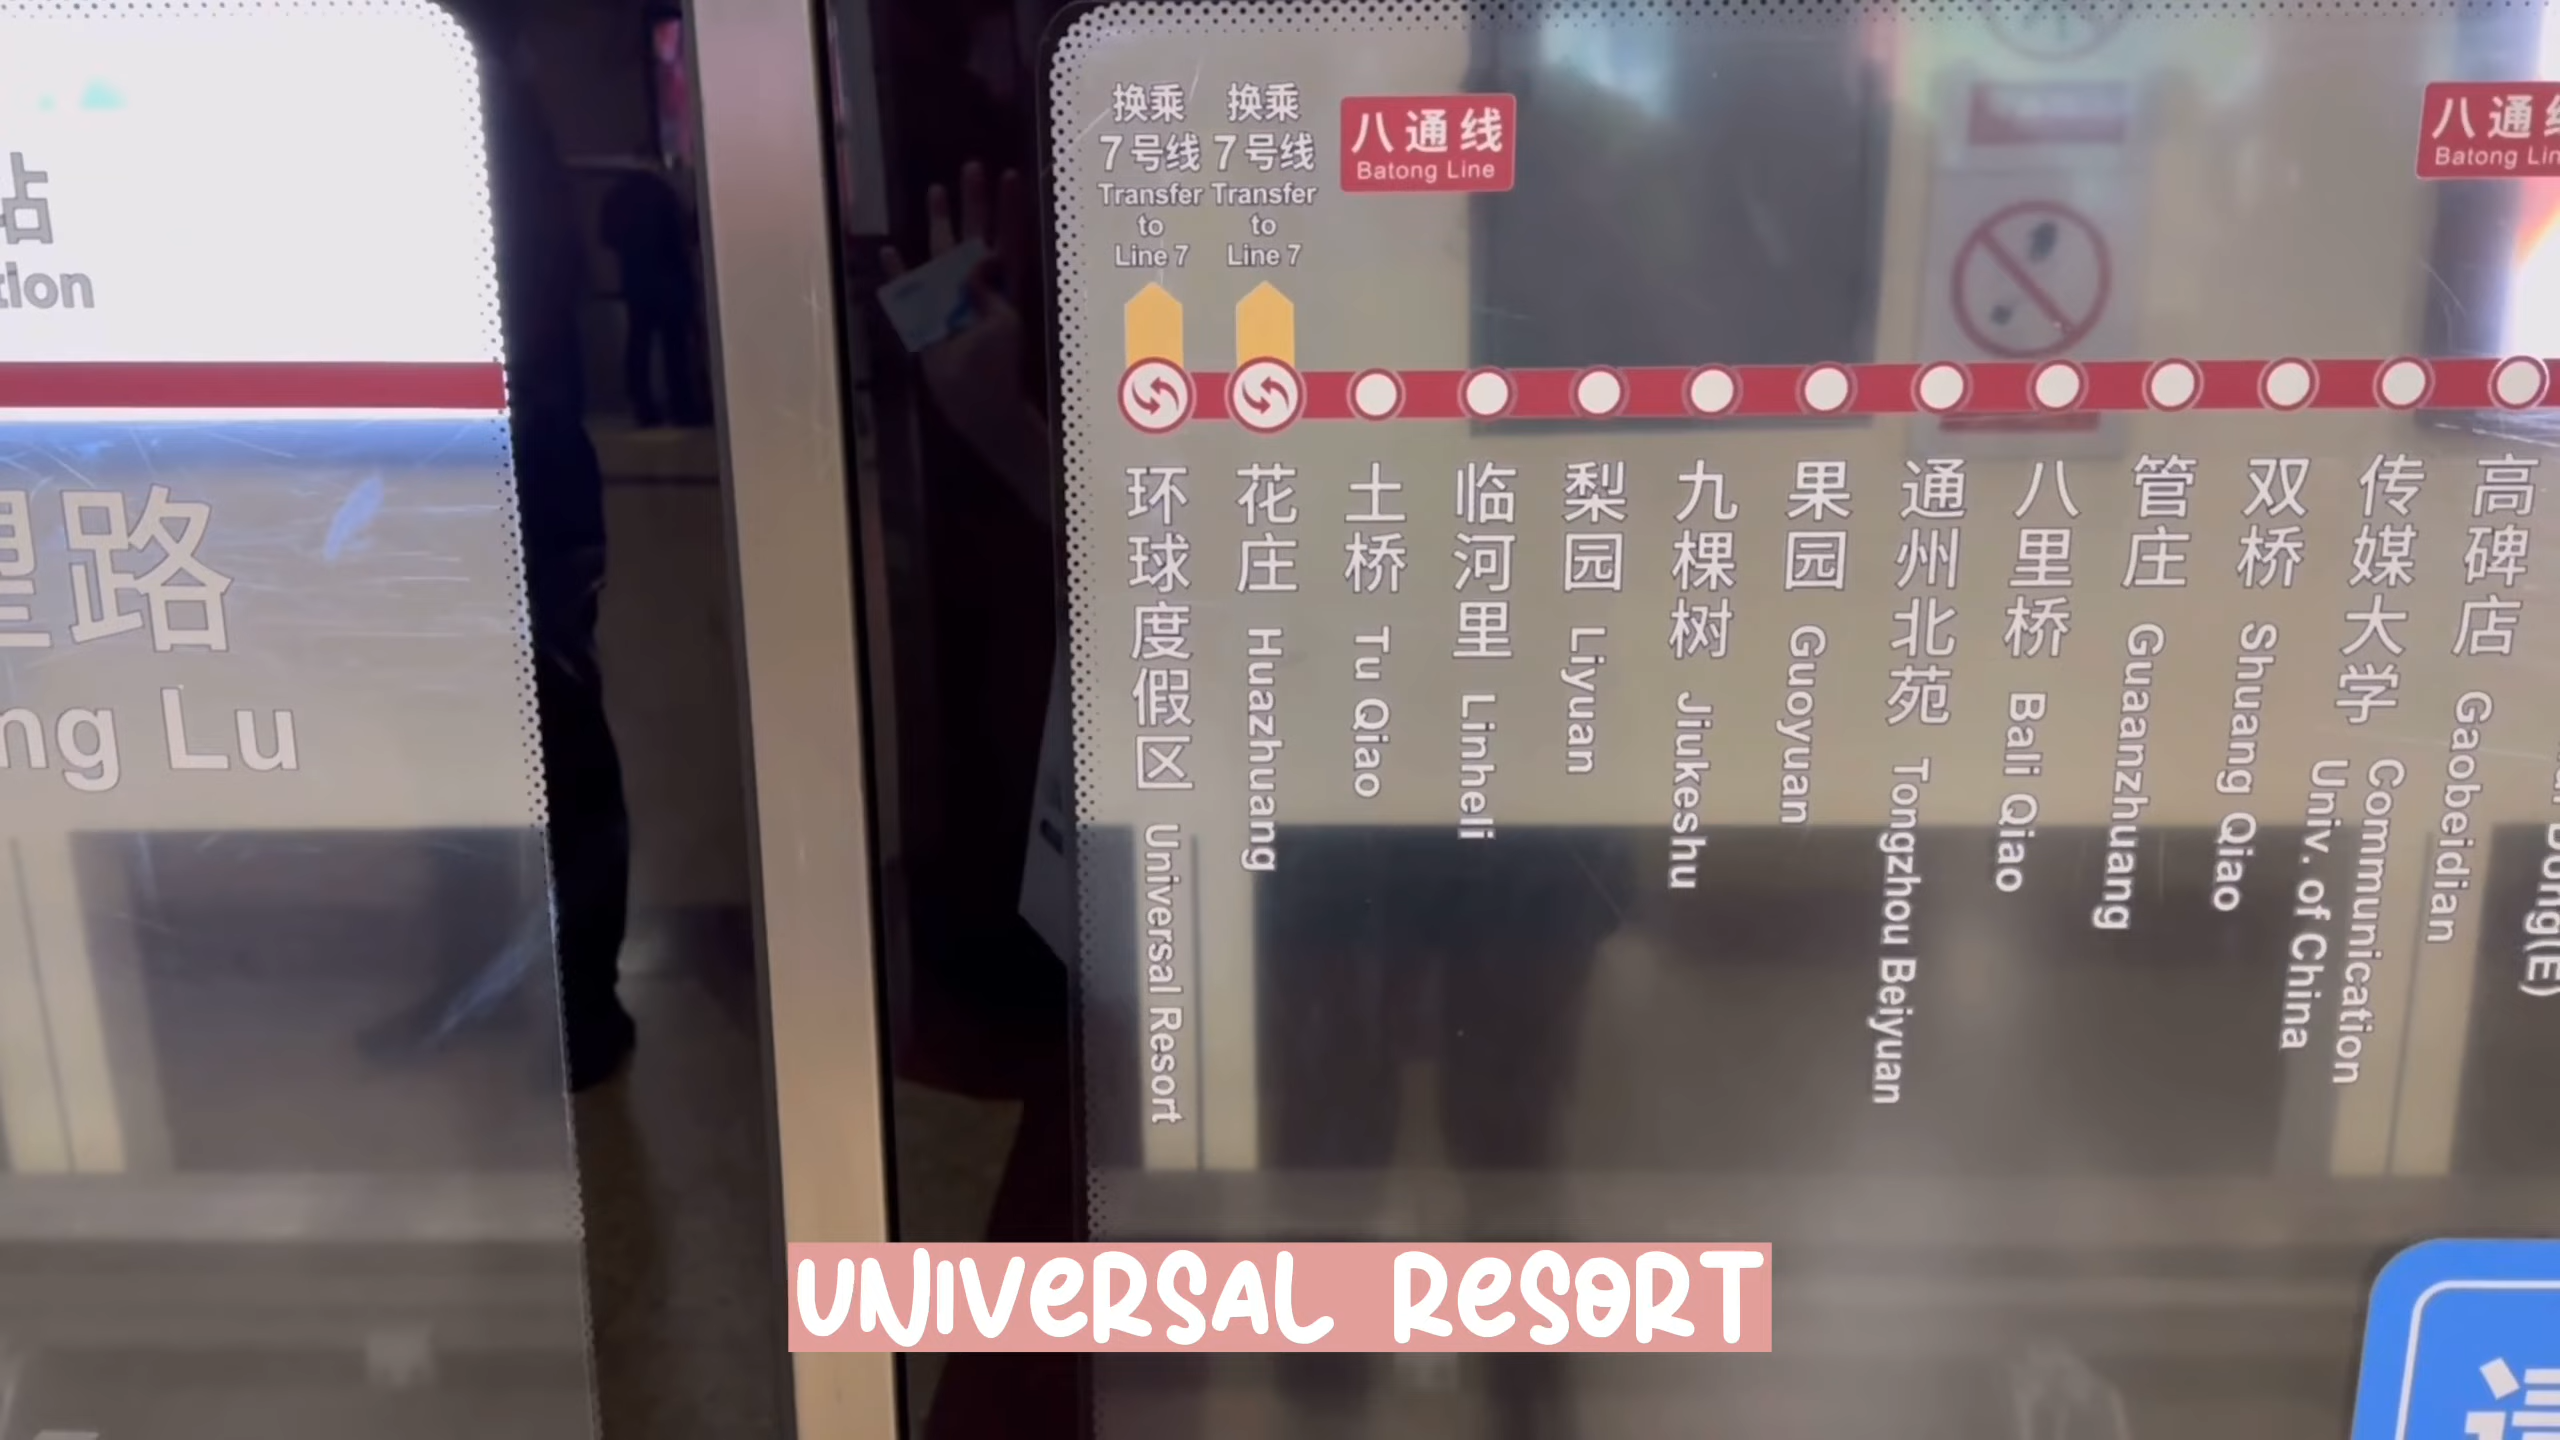 站
tion
路
ng Lu
换乘
7号线
Transfer
to
Line 7
换乘
7号线
Transfer
to
Line 7
八通线
Batong Line
八通
Batong
环球度假区 Universal Resort
花庄 Huazhuang
土桥 Tu Qiao
临河里 Linheli
梨园 Liyuan
九棵树 Jiukeshu
果园 Guoyuan
通州北苑 Tongzhou Beiyuan
八里桥 Bali Qiao
管庄 Guaanzhuang
双桥 Shuang Qiao
传媒大学 Communication
Univ. of China
高碑店 Gaobeidian
Dong(E)
UNIVERSAL RESORT